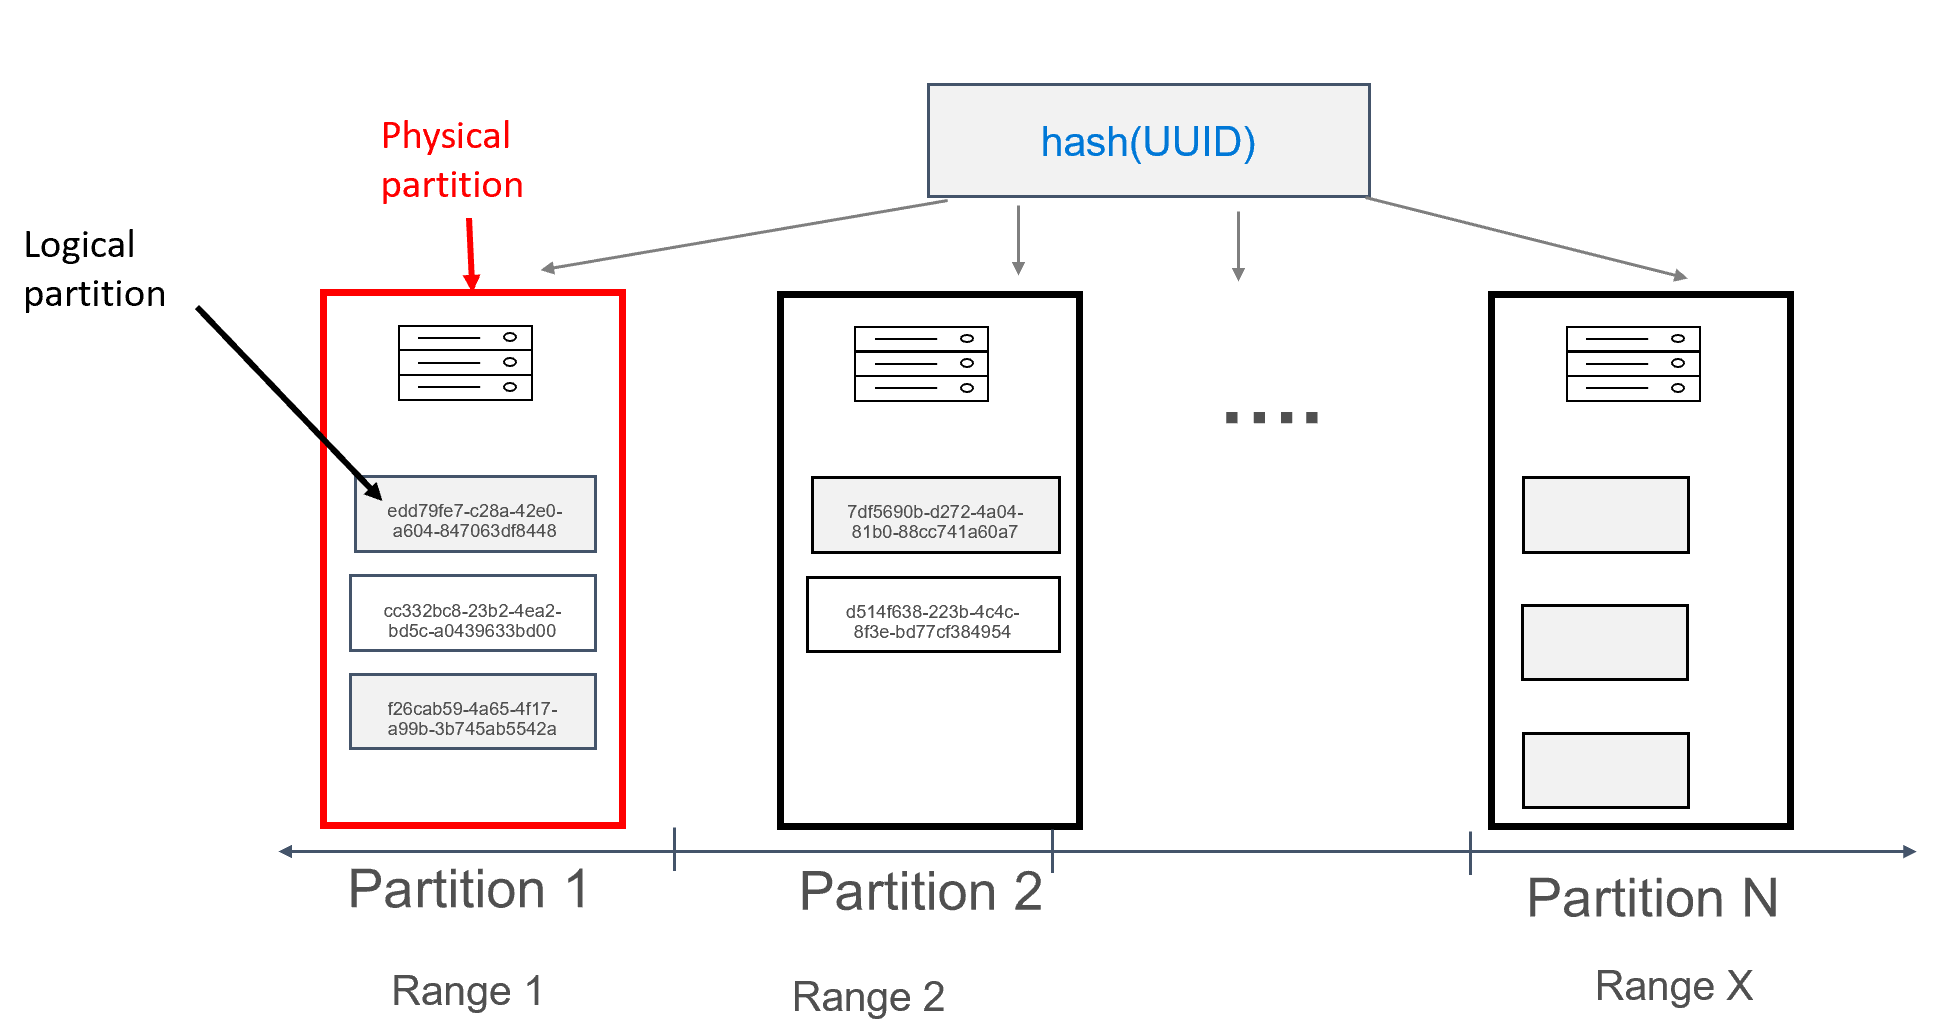 hash(UUID)
Physical
partition
Logical
partition
edd79fe7-c28a-42e0-
a604-847063df8448
cc332bc8-23b2-4ea2-
bd5c-a0439633bd00
f26cab59-4a65-4f17-
a99b-3b745ab5542a
7df5690b-d272-4a04-
81b0-88cc741a60a7
d514f638-223b-4c4c-
8f3e-bd77cf384954
....
Partition 1
Partition 2
Partition N
Range 1
Range 2
Range X